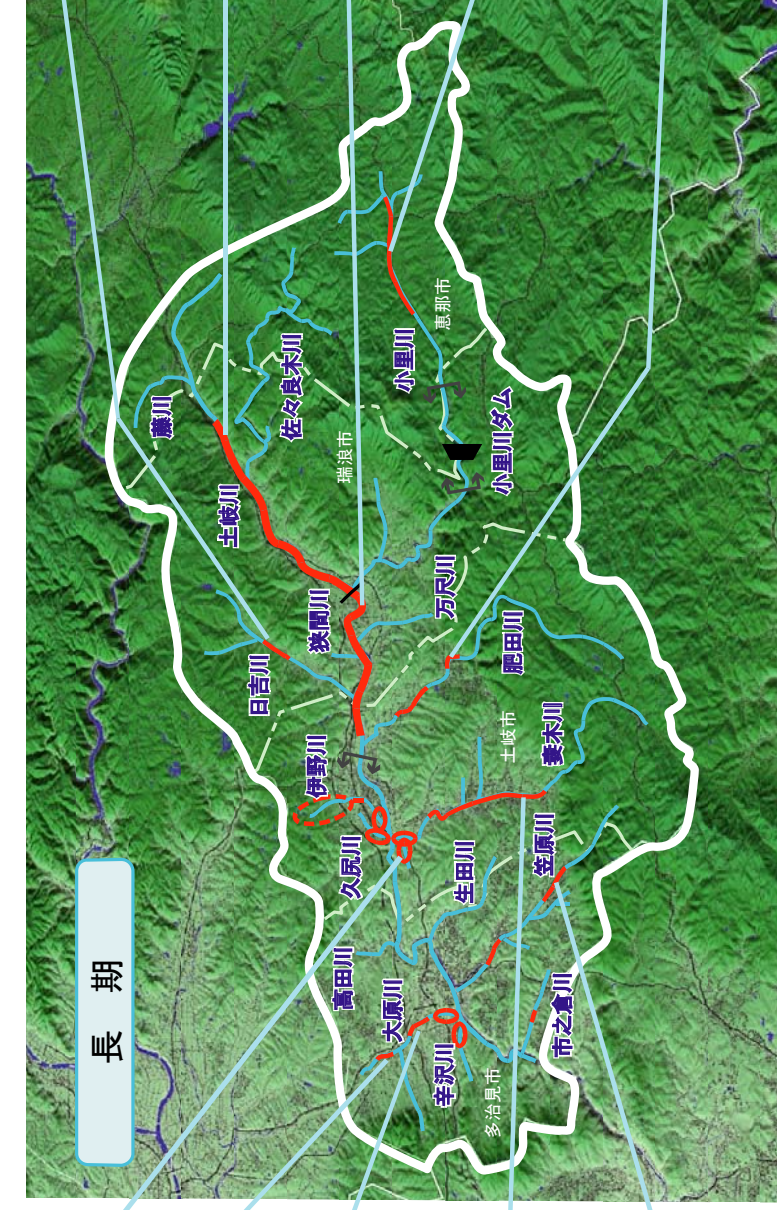 長期
藤川
土岐川
佐々良木川
小里川
恵那市
瑞浪市
小里川ダム
狭間川
万尺川
日吉川
肥田川
伊野川
土岐市
妻木川
久尻川
生田川
笠原川
高田川
大原川
辛沢川
市之倉川
多治見市